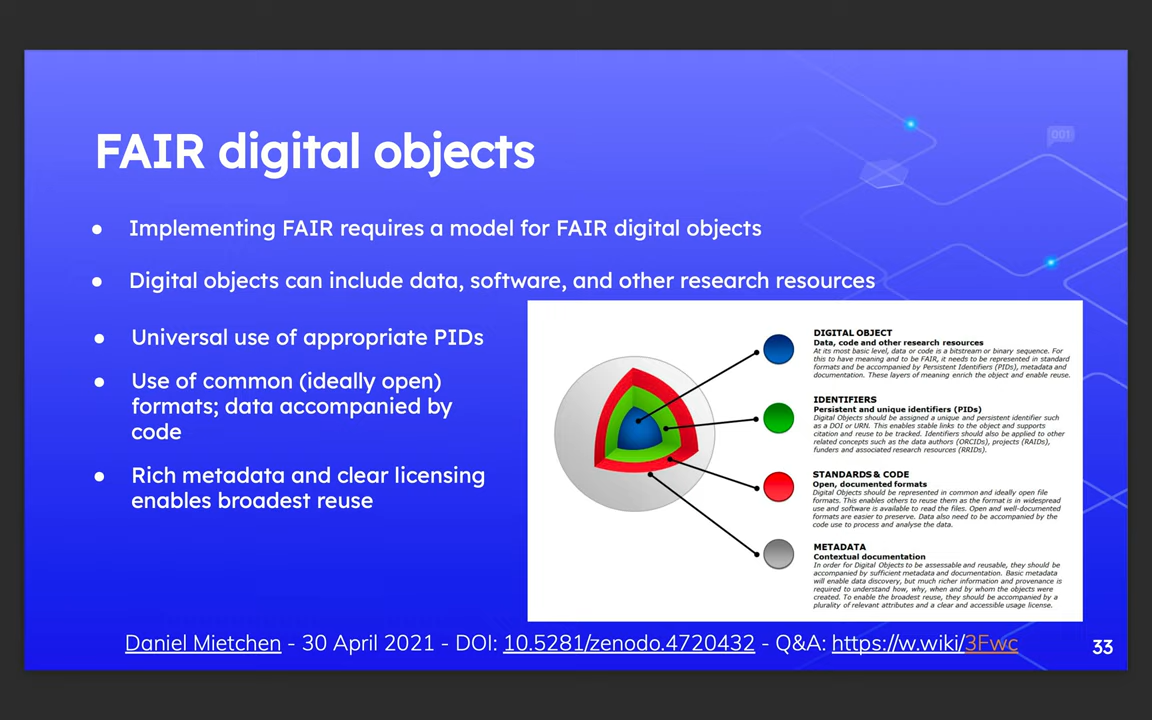 001
FAIR digital objects
● Implementing FAIR requires a model for FAIR digital objects
● Digital objects can include data, software, and other research resources
● Universal use of appropriate PIDs
● Use of common (ideally open)
formats; data accompanied by
code
● Rich metadata and clear licensing
enables broadest reuse
DIGITAL OBJECT
Data, code and other research resources
At its most basic level, data or code is a bitstream or binary sequence. For
this to have meaning and to be FAIR, it needs to be represented in standard
formats and be accompanied by Persistent Identifiers (PIDs), metadata and
documentation. These layers of meaning enrich the object and enable reuse.
IDENTIFIERS
Persistent and unique identifiers (PIDs)
Digital Objects should be assigned a unique and persistent identifier such
as a DOI or URN. This enables stable links to the object and supports
citation and reuse to be tracked. Identifiers should also be applied to other
related concepts such as the data authors (ORCIDs), projects (RAIDs),
funders and associated research resources (RRIDs).
STANDARDS & CODE
Open, documented formats
Digital Objects should be represented in common and ideally open file
formats. This enables others to reuse them as the format is in widespread
use and software is available to read the files. Open and well-documented
formats are easier to preserve. Data also need to be accompanied by the
code use to process and analyse the data.
METADATA
Contextual documentation
In order for Digital Objects to be assessable and reusable, they should be
accompanied by sufficient metadata and documentation. Basic metadata
will enable data discovery, but much richer information and provenance is
required to understand how, why, when and by whom the objects were
created. To enable the broadest reuse, they should be accompanied by a
plurality of relevant attributes and a clear and accessible usage license.
Daniel Mietchen - 30 April 2021 - DOI: 10.5281/zenodo.4720432 - Q&A: https://w.wiki/3Fwc
33